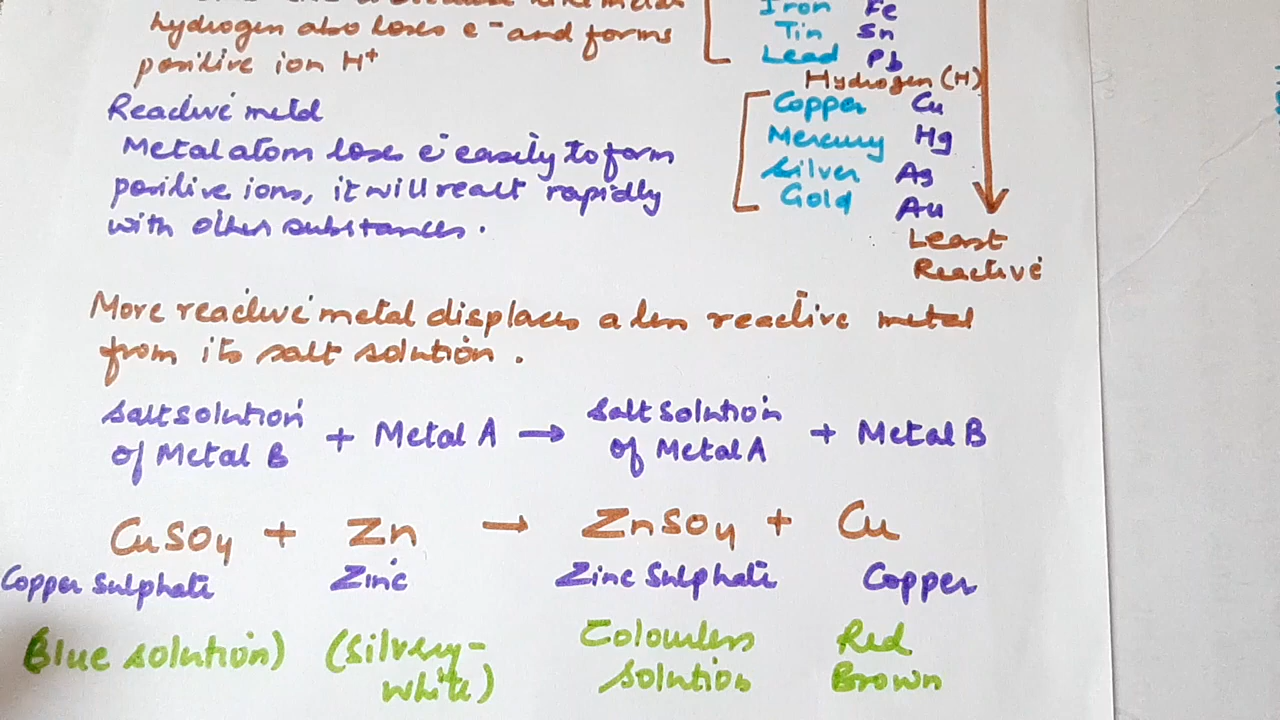 hydrogen also loses e⁻ and forms
positive ion H⁺
Iron Fe
Tin Sn
Lead Pb
Hydrogen (H)
Copper Cu
Mercury Hg
Silver Ag
Gold Au
Least
Reactive
Reactive metal
Metal atom loses e⁻ easily to form
positive ions, it will react rapidly
with other substances.
More reactive metal displaces a less reactive metal
from its salt solution.
Salt solution of Metal B + Metal A → Salt solution of Metal A + Metal B
CuSO4 + Zn → ZnSO4 + Cu
Copper Sulphate Zinc Zinc Sulphate Copper
Blue solution) (Silvery-white) Colourless solution Red Brown